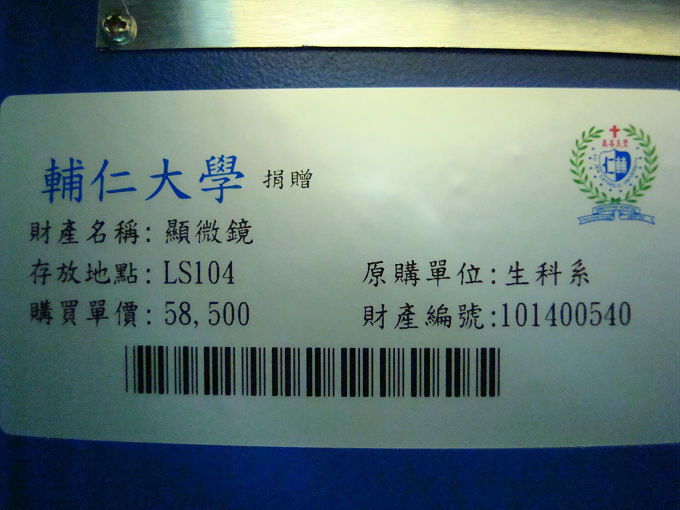 輔仁大學 捐贈
財產名稱: 顯微鏡
存放地點: LS104 原購單位: 生科系
購買單價: 58,500 財產編號:101400540